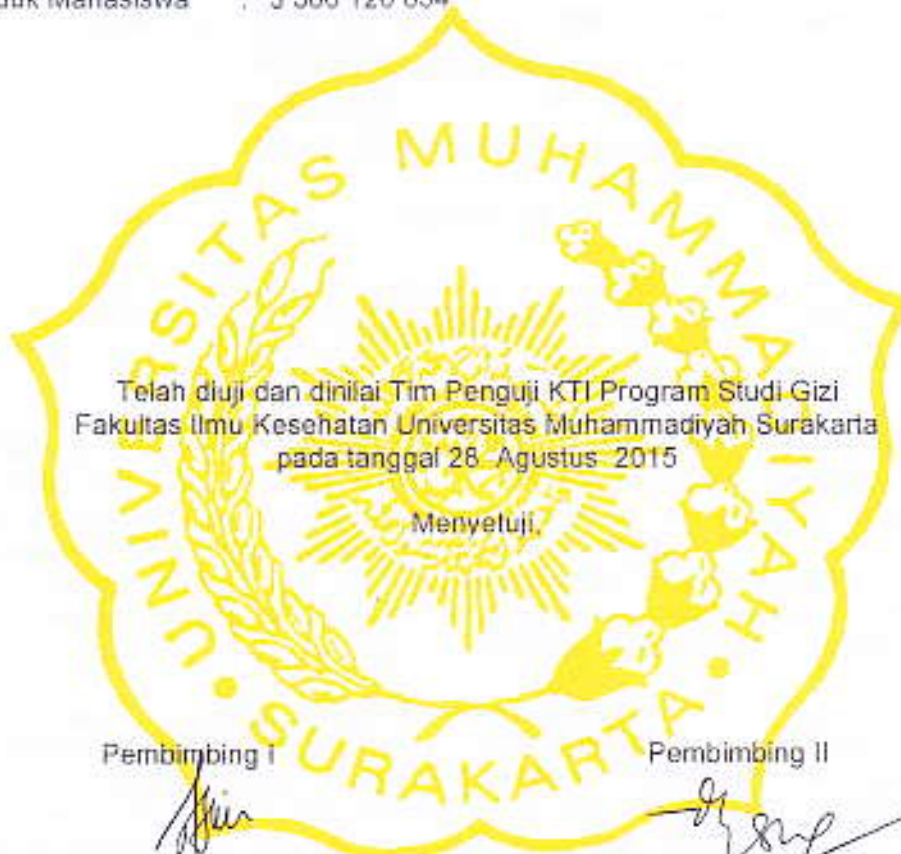 Mahasiswa :
UNIVERSITAS MUHAMMADIYAH
Telah diuji dan dinilai Tim Penguji KTI Program Studi Gizi
Fakultas Ilmu Kesehatan Universitas Muhammadiyah Surakarta
pada tanggal 28 Agustus 2015
Menyetuji,
Pembimbing I Pembimbing II
SURAKARTA